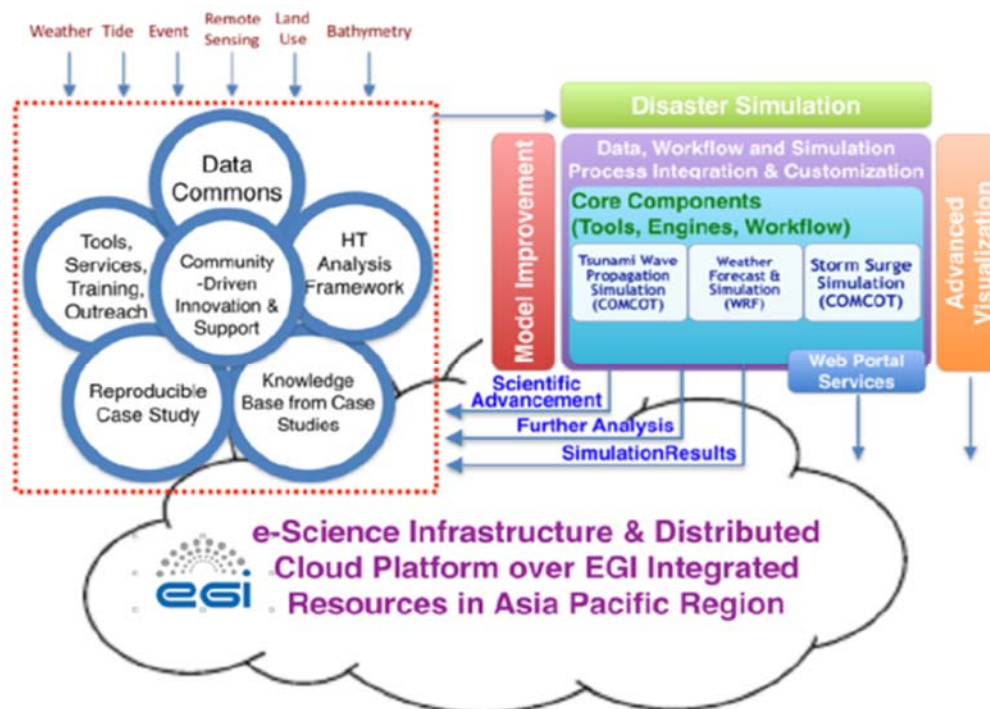 Weather Tide Event Remote Sensing Land Use Bathymetry
Data
Commons
Tools,
Services,
Training,
Outreach
Community
-Driven
Innovation &
Support
HT
Analysis
Framework
Reproducible
Case Study
Knowledge
Base from Case
Studies
Disaster Simulation
Model Improvement
Data, Workflow and Simulation
Process Integration & Customization
Core Components
(Tools, Engines, Workflow)
Tsunami Wave
Propagation
Simulation
(COMCOT)
Weather
Forecast &
Simulation
(WRF)
Storm Surge
Simulation
(COMCOT)
Advanced
Visualization
Web Portal
Services
Scientific
Advancement
Further Analysis
SimulationResults
e-Science Infrastructure & Distributed
Cloud Platform over EGI Integrated
Resources in Asia Pacific Region
eGI